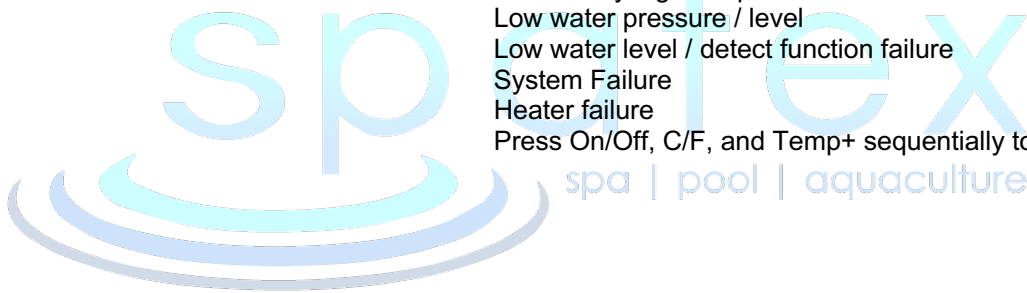 Low water pressure / level
Low water level / detect function failure
System Failure
Heater failure
Press On/Off, C/F, and Temp+ sequentially to
spatex
spa | pool | aquaculture